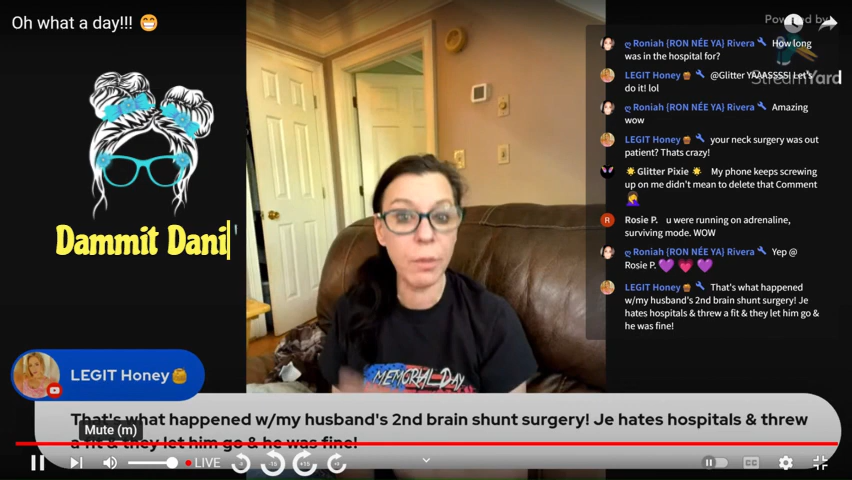 Oh what a day!!! 😁
Powered by
StreamYard
Dammit Dani
ღ Roniah {RON NÉE YA} Rivera 🔧 How long
was in the hospital for?
LEGIT Honey🍯 🔧 @Glitter YAAASSSS! Let's
do it! lol
ღ Roniah {RON NÉE YA} Rivera 🔧 Amazing
wow
LEGIT Honey🍯 🔧 your neck surgery was out
patient? Thats crazy!
🌟Glitter Pixie 🌟 My phone keeps screwing
up on me didn't mean to delete that Comment
🤦‍♀️
R
Rosie P. u were running on adrenaline,
surviving mode. WOW
ღ Roniah {RON NÉE YA} Rivera 🔧 Yep @
Rosie P. 💜 💗 💜
LEGIT Honey🍯 🔧 That's what happened
w/my husband's 2nd brain shunt surgery! Je
hates hospitals & threw a fit & they let him go &
he was fine!
MEMORIAL DAY
LEGIT Honey🍯
That's what happened w/my husband's 2nd brain shunt surgery! Je hates hospitals & threw
a fit & they let him go & he was fine!
Mute (m)
LIVE
CC